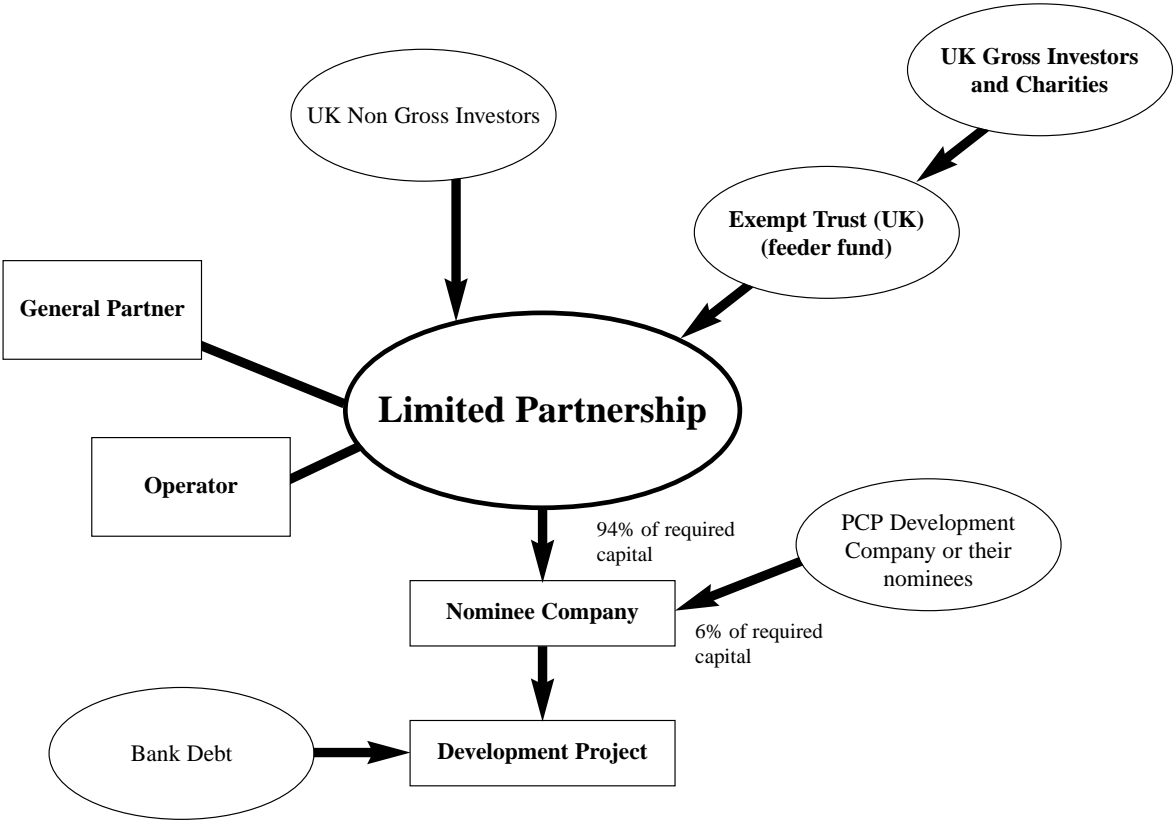 UK Gross Investors
and Charities
UK Non Gross Investors
Exempt Trust (UK)
(feeder fund)
General Partner
Limited Partnership
Operator
94% of required
capital
PCP Development
Company or their
nominees
Nominee Company
6% of required
capital
Bank Debt
Development Project